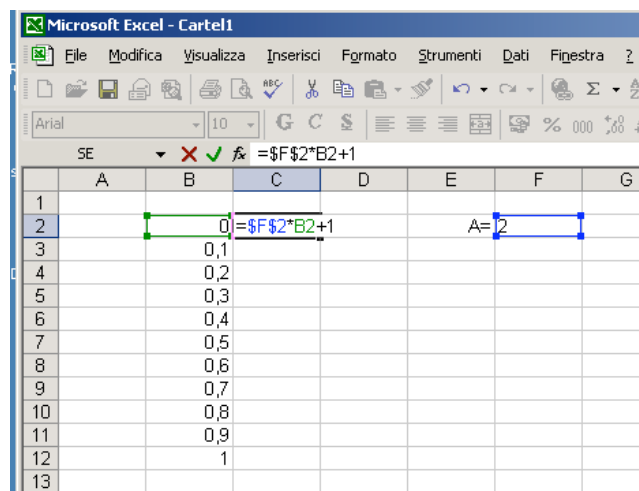 Microsoft Excel - Cartel1
File Modifica Visualizza Inserisci Formato Strumenti Dati Finestra ?
ABC
Arial 10 G C S % 000
SE fx =$F$2*B2+1
A B C D E F G
1
2 0 =$F$2*B2+1 A= 2
3 0,1
4 0,2
5 0,3
6 0,4
7 0,5
8 0,6
9 0,7
10 0,8
11 0,9
12 1
13